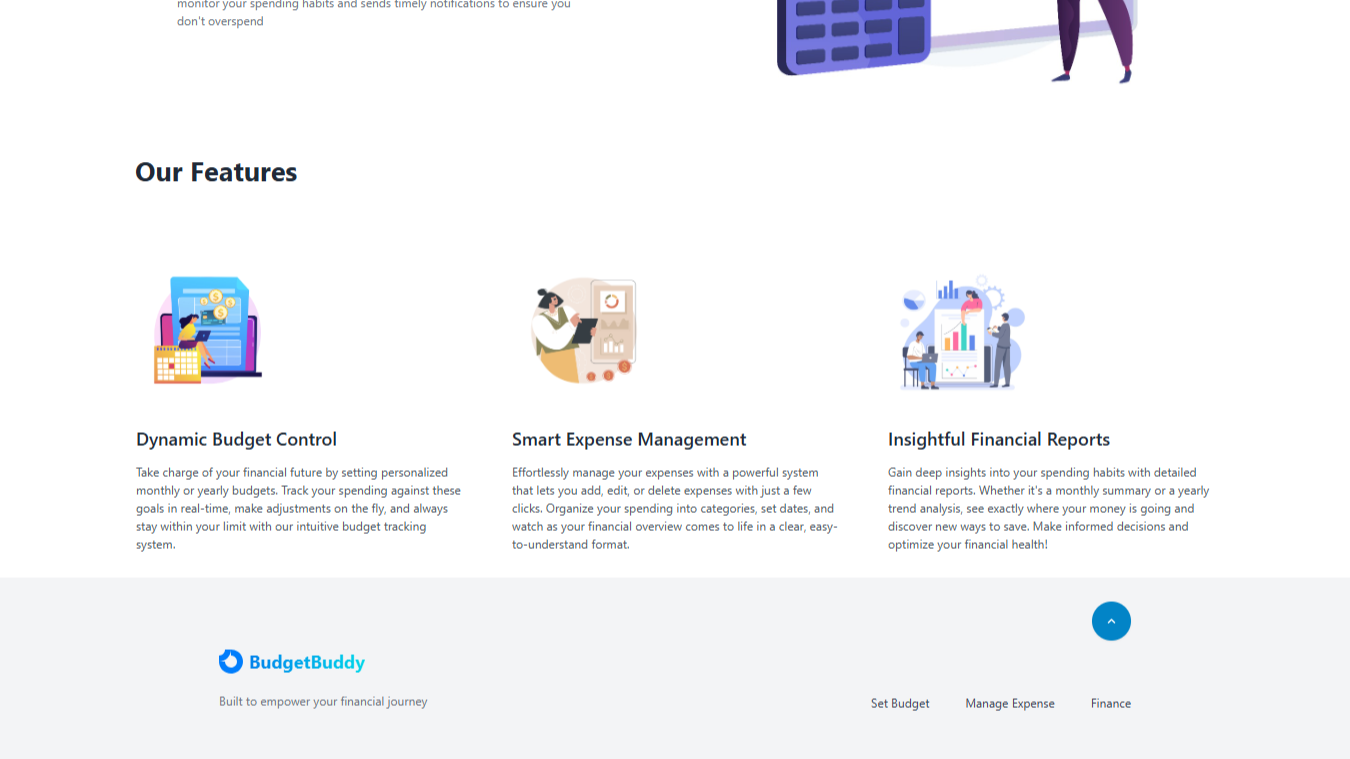 monitor your spending habits and sends timely notifications to ensure you
don't overspend
Our Features
Dynamic Budget Control
Take charge of your financial future by setting personalized
monthly or yearly budgets. Track your spending against these
goals in real-time, make adjustments on the fly, and always
stay within your limit with our intuitive budget tracking
system.
Smart Expense Management
Effortlessly manage your expenses with a powerful system
that lets you add, edit, or delete expenses with just a few
clicks. Organize your spending into categories, set dates, and
watch as your financial overview comes to life in a clear, easy-
to-understand format.
Insightful Financial Reports
Gain deep insights into your spending habits with detailed
financial reports. Whether it's a monthly summary or a yearly
trend analysis, see exactly where your money is going and
discover new ways to save. Make informed decisions and
optimize your financial health!
BudgetBuddy
Built to empower your financial journey
Set Budget
Manage Expense
Finance